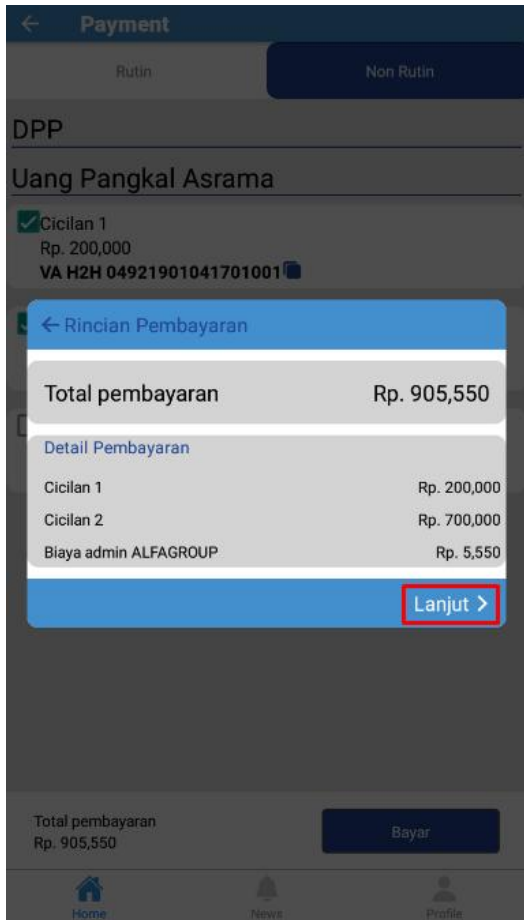 Payment
Rutin
Non Rutin
DPP
Uang Pangkal Asrama
Cicilan 1
Rp. 200,000
VA H2H 04921901041701001
Rincian Pembayaran
Total pembayaran Rp. 905,550
Detail Pembayaran
Cicilan 1 Rp. 200,000
Cicilan 2 Rp. 700,000
Biaya admin ALFAGROUP Rp. 5,550
Lanjut
Total pembayaran
Rp. 905,550
Bayar
Home News Profile